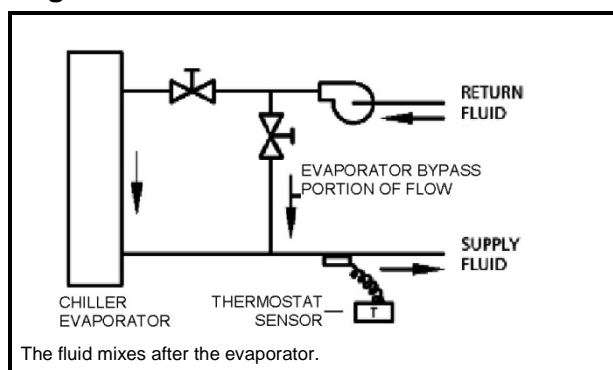 RETURN
FLUID
EVAPORATOR BYPASS
PORTION OF FLOW
SUPPLY
FLUID
CHILLER
EVAPORATOR
THERMOSTAT
SENSOR
T
The fluid mixes after the evaporator.